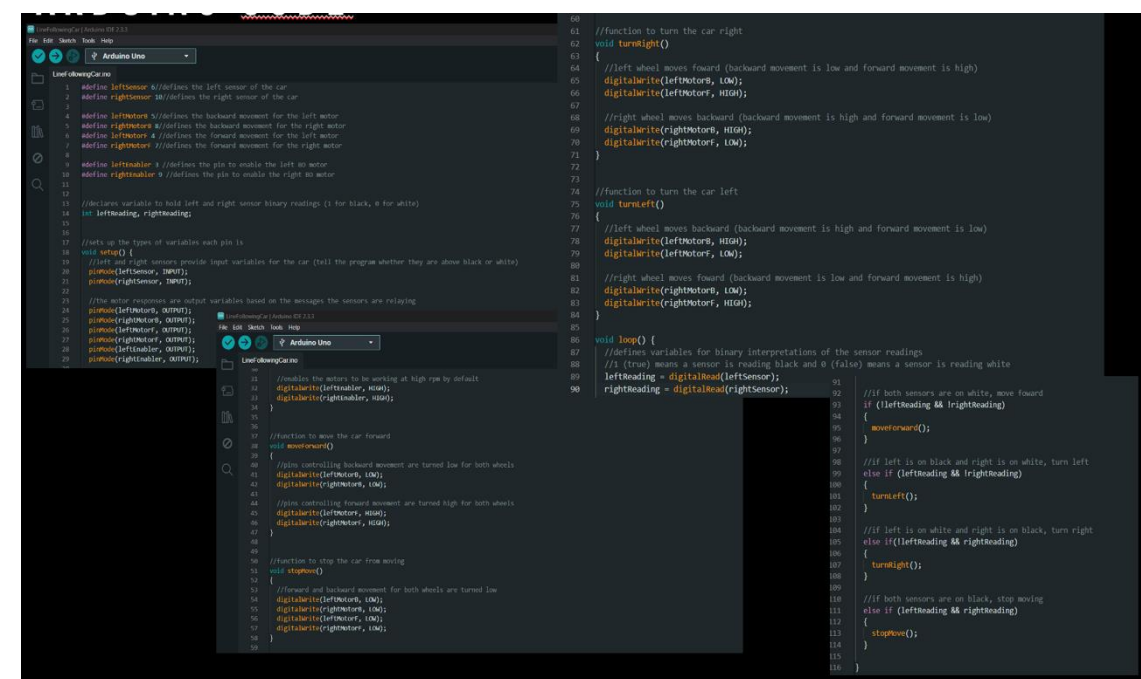 LineFollowingCar | Arduino IDE 2.3.3
File Edit Sketch Tools Help
Arduino Uno
LineFollowingCar.ino
1 #define leftSensor 6//defines the left sensor of the car
2 #define rightSensor 10//defines the right sensor of the car
3
4 #define leftMotorB 5//defines the backward movement for the left motor
5 #define rightMotorB 8//defines the backward movement for the right motor
6 #define leftMotorF 4 //defines the forward movement for the left motor
7 #define rightMotorF 7//defines the forward movement for the right motor
8
9 #define leftEnabler 3 //defines the pin to enable the left BO motor
10 #define rightEnabler 9 //defines the pin to enable the right BO motor
11
12
13 //declares variable to hold left and right sensor binary readings (1 for black, 0 for white)
14 int leftReading, rightReading;
15
16
17 //sets up the types of variables each pin is
18 void setup() {
19 //left and right sensors provide input variables for the car (tell the program whether they are above black or white)
20 pinMode(leftSensor, INPUT);
21 pinMode(rightSensor, INPUT);
22
23 //the motor responses are output variables based on the messages the sensors are relaying
24 pinMode(leftMotorB, OUTPUT);
25 pinMode(rightMotorB, OUTPUT);
26 pinMode(leftMotorF, OUTPUT);
27 pinMode(rightMotorF, OUTPUT);
28 pinMode(leftEnabler, OUTPUT);
29 pinMode(rightEnabler, OUTPUT);
LineFollowingCar | Arduino IDE 2.3.3
File Edit Sketch Tools Help
Arduino Uno
LineFollowingCar.ino
31 //enables the motors to be working at high rpm by default
32 digitalWrite(leftEnabler, HIGH);
33 digitalWrite(rightEnabler, HIGH);
34 }
35
36
37 //function to move the car forward
38 void moveForward()
39 {
40 //pins controlling backward movement are turned low for both wheels
41 digitalWrite(leftMotorB, LOW);
42 digitalWrite(rightMotorB, LOW);
43
44 //pins controlling forward movement are turned high for both wheels
45 digitalWrite(leftMotorF, HIGH);
46 digitalWrite(rightMotorF, HIGH);
47 }
48
49
50 //function to stop the car from moving
51 void stopMove()
52 {
53 //forward and backward movement for both wheels are turned low
54 digitalWrite(leftMotorB, LOW);
55 digitalWrite(rightMotorB, LOW);
56 digitalWrite(leftMotorF, LOW);
57 digitalWrite(rightMotorF, LOW);
58 }
59
60
61 //function to turn the car right
62 void turnRight()
63 {
64 //left wheel moves foward (backward movement is low and forward movement is high)
65 digitalWrite(leftMotorB, LOW);
66 digitalWrite(leftMotorF, HIGH);
67
68 //right wheel moves backward (backward movement is high and forward movement is low)
69 digitalWrite(rightMotorB, HIGH);
70 digitalWrite(rightMotorF, LOW);
71 }
72
73
74 //function to turn the car left
75 void turnLeft()
76 {
77 //left wheel moves backward (backward movement is high and forward movement is low)
78 digitalWrite(leftMotorB, HIGH);
79 digitalWrite(leftMotorF, LOW);
80
81 //right wheel moves foward (backward movement is low and forward movement is high)
82 digitalWrite(rightMotorB, LOW);
83 digitalWrite(rightMotorF, HIGH);
84 }
85
86 void loop() {
87 //defines variables for binary interpretations of the sensor readings
88 //1 (true) means a sensor is reading black and 0 (false) means a sensor is reading white
89 leftReading = digitalRead(leftSensor);
90 rightReading = digitalRead(rightSensor);
91
92 //if both sensors are on white, move foward
93 if (!leftReading && !rightReading)
94 {
95 moveForward();
96 }
97
98 //if left is on black and right is on white, turn left
99 else if (leftReading && !rightReading)
100 {
101 turnLeft();
102 }
103
104 //if left is on white and right is on black, turn right
105 else if(!leftReading && rightReading)
106 {
107 turnRight();
108 }
109
110 //if both sensors are on black, stop moving
111 else if (leftReading && rightReading)
112 {
113 stopMove();
114 }
115
116 }